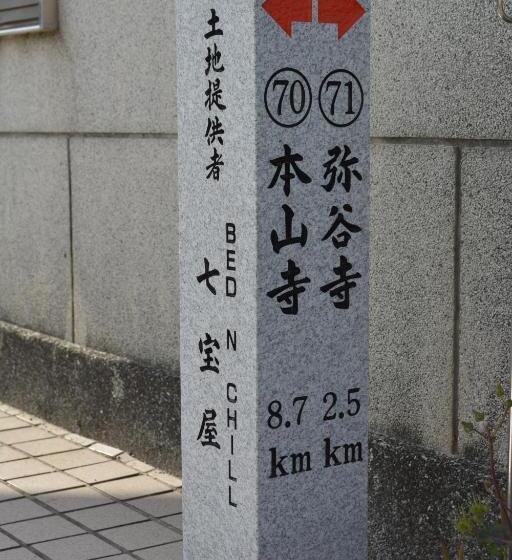 土地提供者
BED N CHILL
七宝屋
71 弥谷寺 2.5 km
70 本山寺 8.7 km